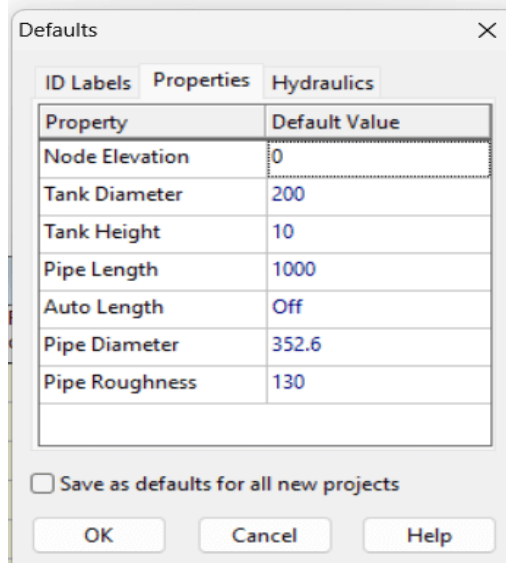 Defaults
ID Labels Properties Hydraulics
Property Default Value
Node Elevation 0
Tank Diameter 200
Tank Height 10
Pipe Length 1000
Auto Length Off
Pipe Diameter 352.6
Pipe Roughness 130
Save as defaults for all new projects
OK Cancel Help